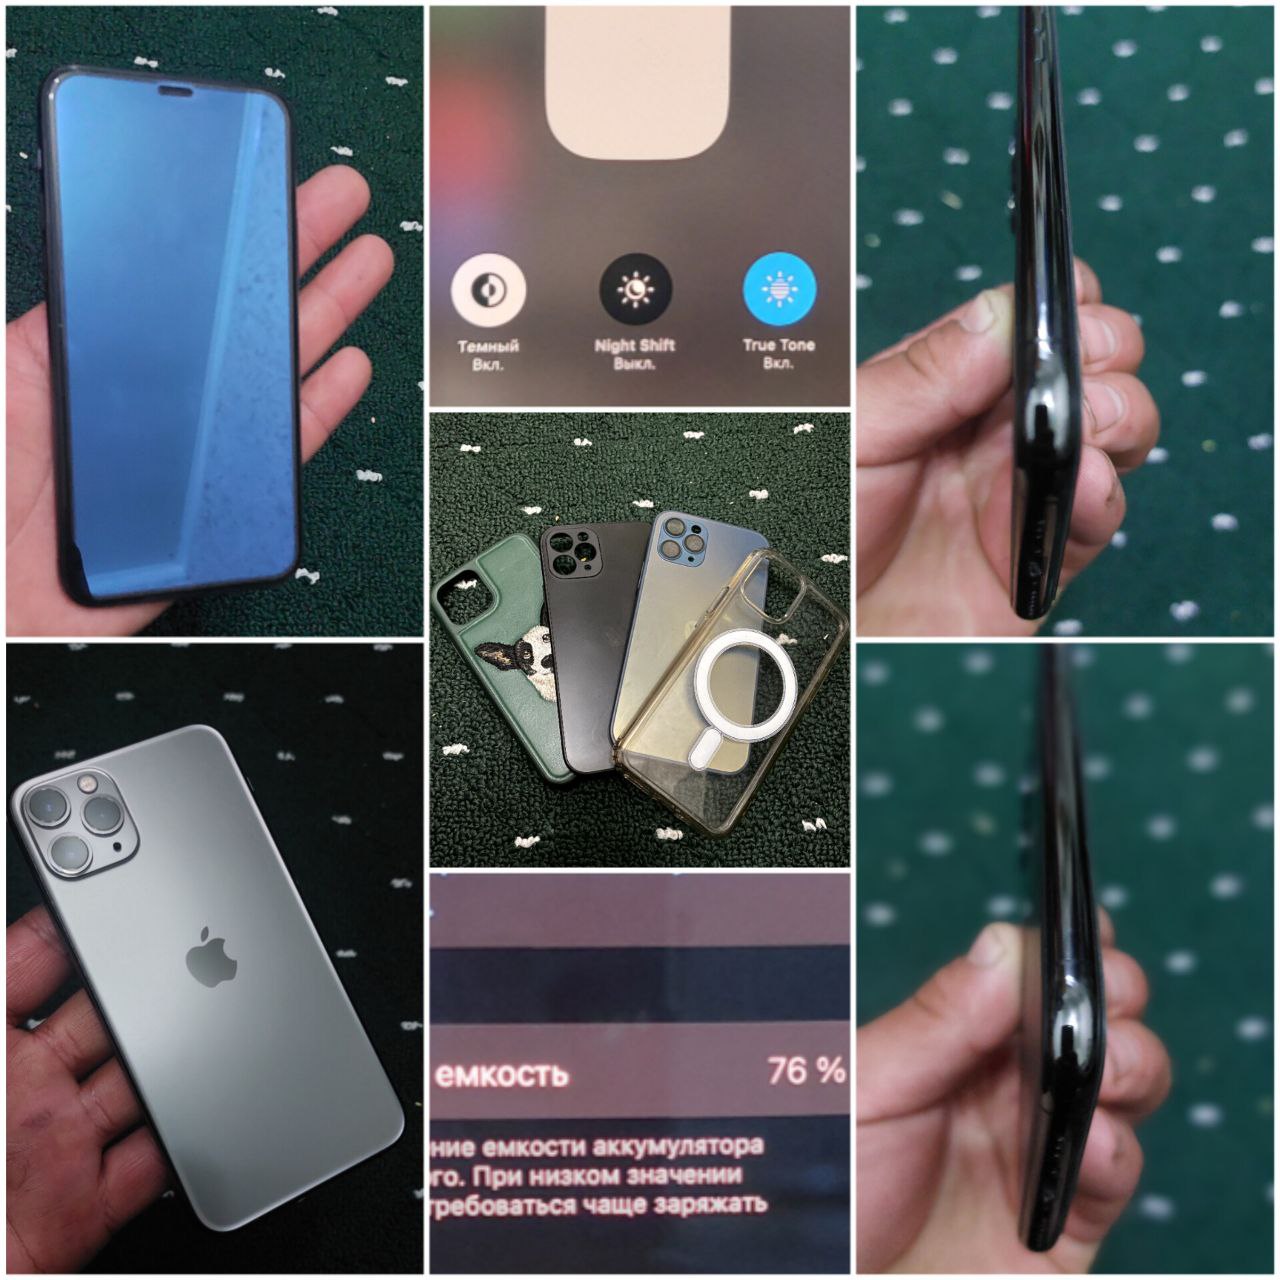 Темный
Вкл.
Night Shift
Выкл.
True Tone
Вкл.
емкость
76 %
ние емкости аккумулятора
го. При низком значении
требоваться чаще заряжать